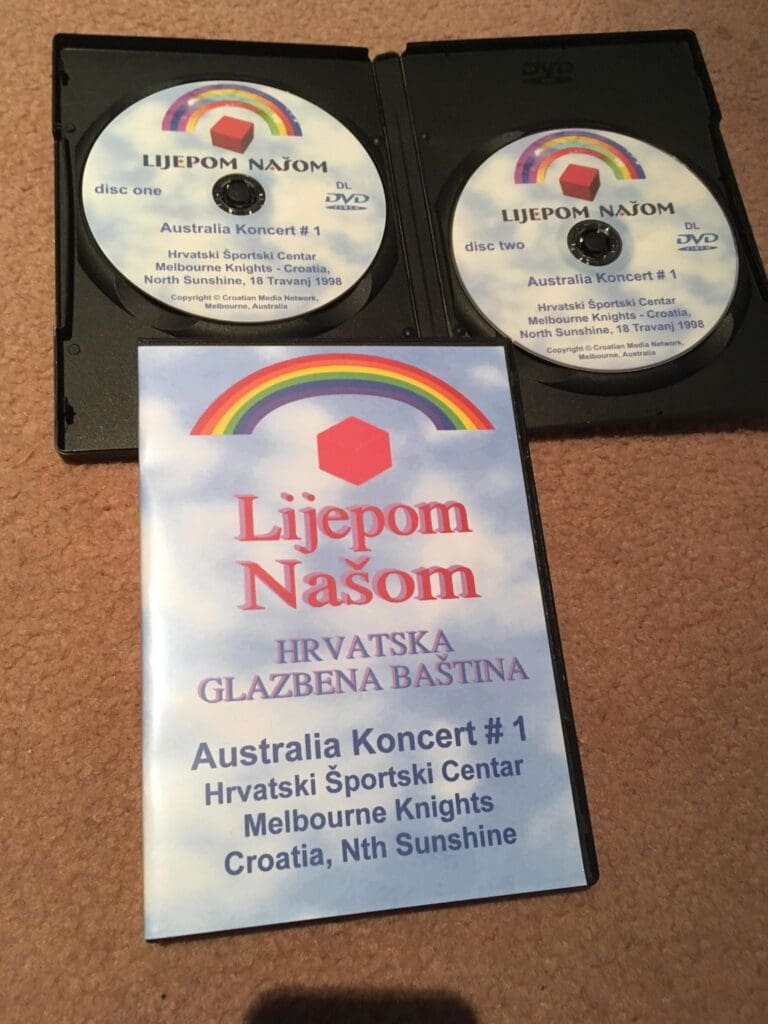 LIJEPOM NAŠOM
disc one
DL
DVD
VIDEO
Australia Koncert # 1
Hrvatski Športski Centar
Melbourne Knights - Croatia,
North Sunshine, 18 Travanj 1998
Copyright © Croatian Media Network,
Melbourne, Australia
DVD
LIJEPOM NAŠOM
disc two
DL
DVD
VIDEO
Australia Koncert # 1
Hrvatski Športski Centar
Melbourne Knights - Croatia,
North Sunshine, 18 Travanj 1998
Copyright © Croatian Media Network,
Melbourne, Australia
Lijepom
Našom
HRVATSKA
GLAZBENA BAŠTINA
Australia Koncert # 1
Hrvatski Športski Centar
Melbourne Knights
Croatia, Nth Sunshine